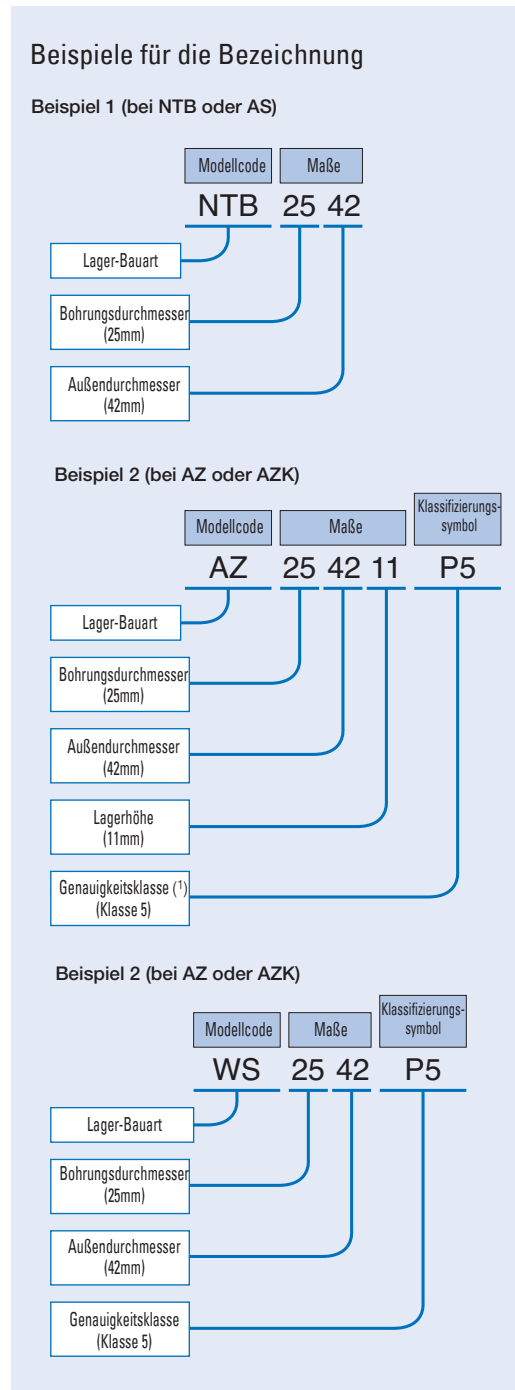 Beispiele für die Bezeichnung
Beispiel 1 (bei NTB oder AS)
Modellcode Maße
NTB 25 42
Lager-Bauart
Bohrungsdurchmesser
(25mm)
Außendurchmesser
(42mm)
Beispiel 2 (bei AZ oder AZK)
Modellcode Maße Klassifizierungs-
symbol
AZ 25 42 11 P5
Lager-Bauart
Bohrungsdurchmesser
(25mm)
Außendurchmesser
(42mm)
Lagerhöhe
(11mm)
Genauigkeitsklasse (1)
(Klasse 5)
Beispiel 2 (bei AZ oder AZK)
Modellcode Maße Klassifizierungs-
symbol
WS 25 42 P5
Lager-Bauart
Bohrungsdurchmesser
(25mm)
Außendurchmesser
(42mm)
Genauigkeitsklasse
(Klasse 5)